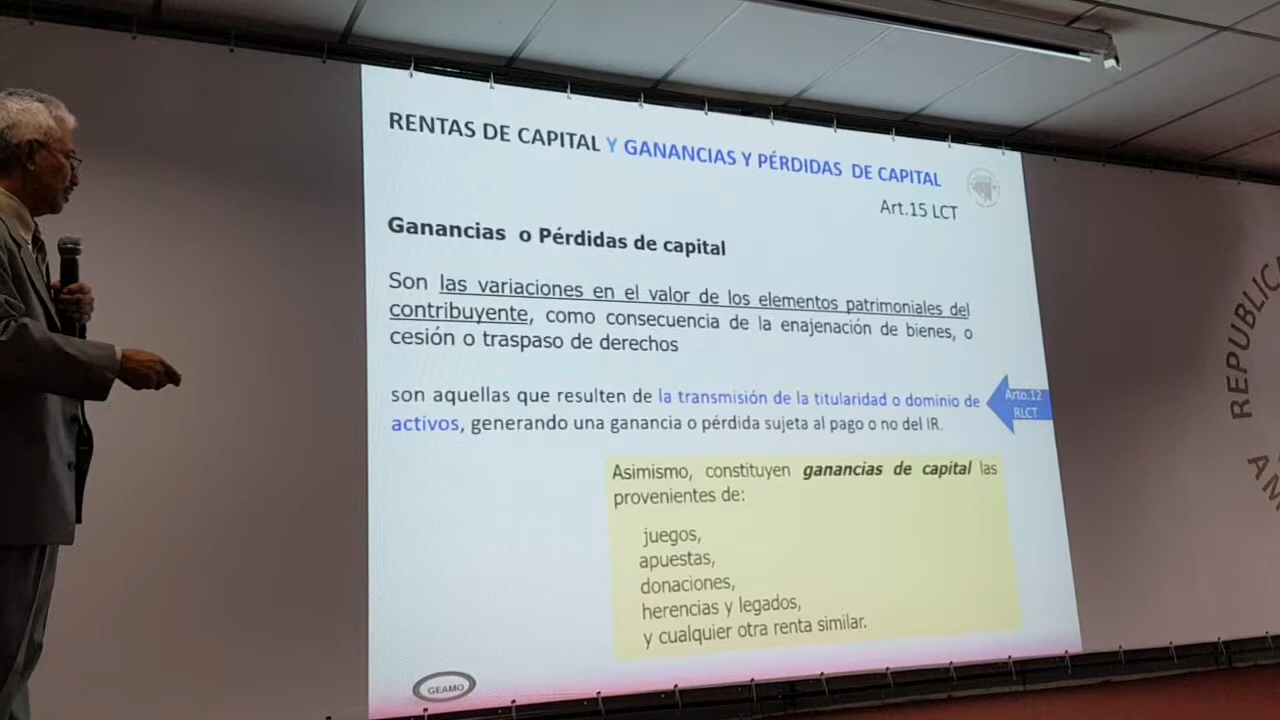 RENTAS DE CAPITAL Y GANANCIAS Y PÉRDIDAS DE CAPITAL
Art.15 LCT
Ganancias o Pérdidas de capital
Son las variaciones en el valor de los elementos patrimoniales del
contribuyente, como consecuencia de la enajenación de bienes, o
cesión o traspaso de derechos
son aquellas que resulten de la transmisión de la titularidad o dominio de
activos, generando una ganancia o pérdida sujeta al pago o no del IR.
Arto.12
RLCT
Asimismo, constituyen ganancias de capital las
provenientes de:
juegos,
apuestas,
donaciones,
herencias y legados,
y cualquier otra renta similar.
GEAMO
REPUBLICA